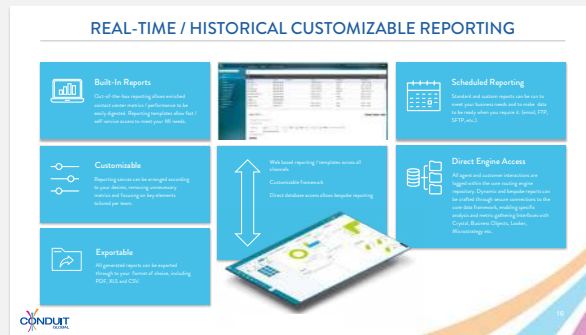 REAL-TIME / HISTORICAL CUSTOMIZABLE REPORTING
Built-In Reports
Out-of-the-box reporting allows enriched
contact center metrics / performance to be
easily digested. Reporting templates allow fast /
self-service access to meet your MI needs.
Customizable
Reporting canvas can be arranged according
to your desires, removing unnecessary
metrics and focusing on key elements
tailored per team.
Exportable
All generated reports can be exported
through to your format of choice, including
PDF, XLS and CSV.
Web based reporting / templates across all
channels
Customizable framework
Direct database access allows bespoke reporting
Scheduled Reporting
Standard and custom reports can be run to
meet your business needs and to make data
to be ready when you require it. (email, FTP,
SFTP, etc.).
Direct Engine Access
All agent and customer interactions are
logged within the core routing engine
repository. Dynamic and bespoke reports can
be crafted through secure connections to the
core data framework, enabling specific
analysis and metric gathering Interfaces with
Crystal, Business Objects, Looker,
Microstrategy etc.
CONDUIT
GLOBAL
16